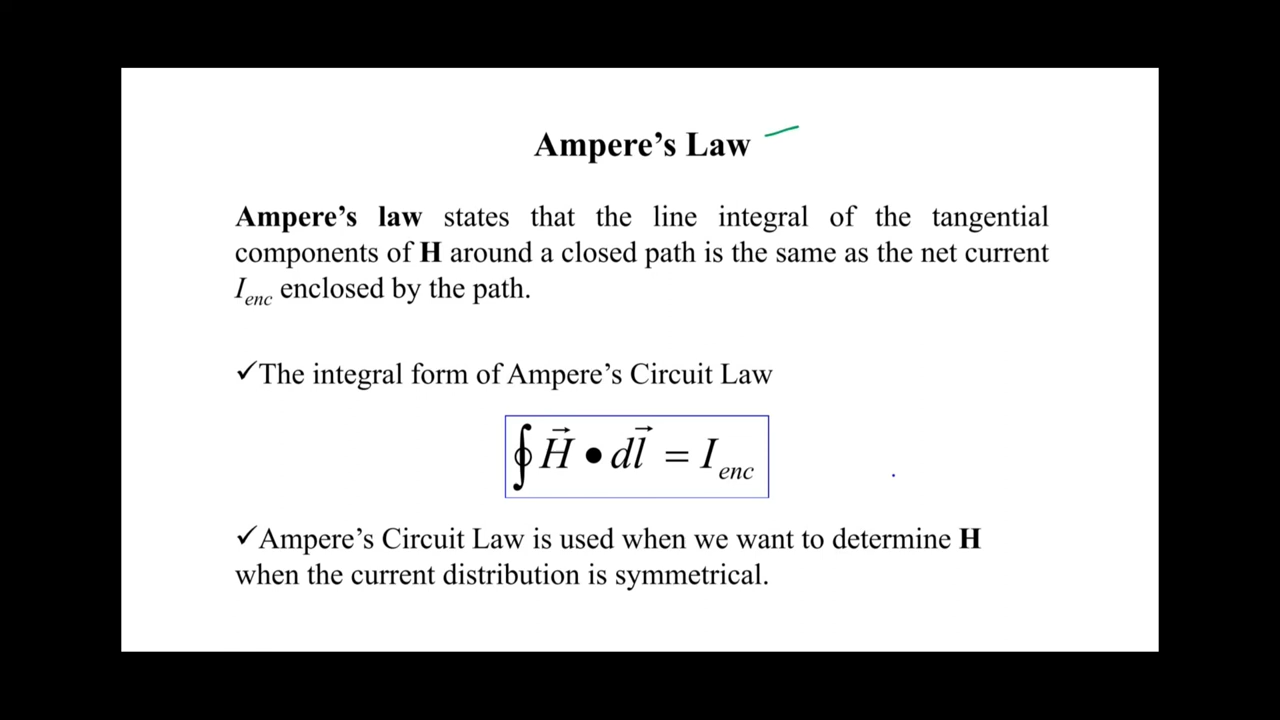 Ampere’s Law
Ampere’s law states that the line integral of the tangential
components of H around a closed path is the same as the net current
I_enc enclosed by the path.
✓The integral form of Ampere’s Circuit Law
∮ H⃗ • dl⃗ = I_enc
✓Ampere’s Circuit Law is used when we want to determine H
when the current distribution is symmetrical.